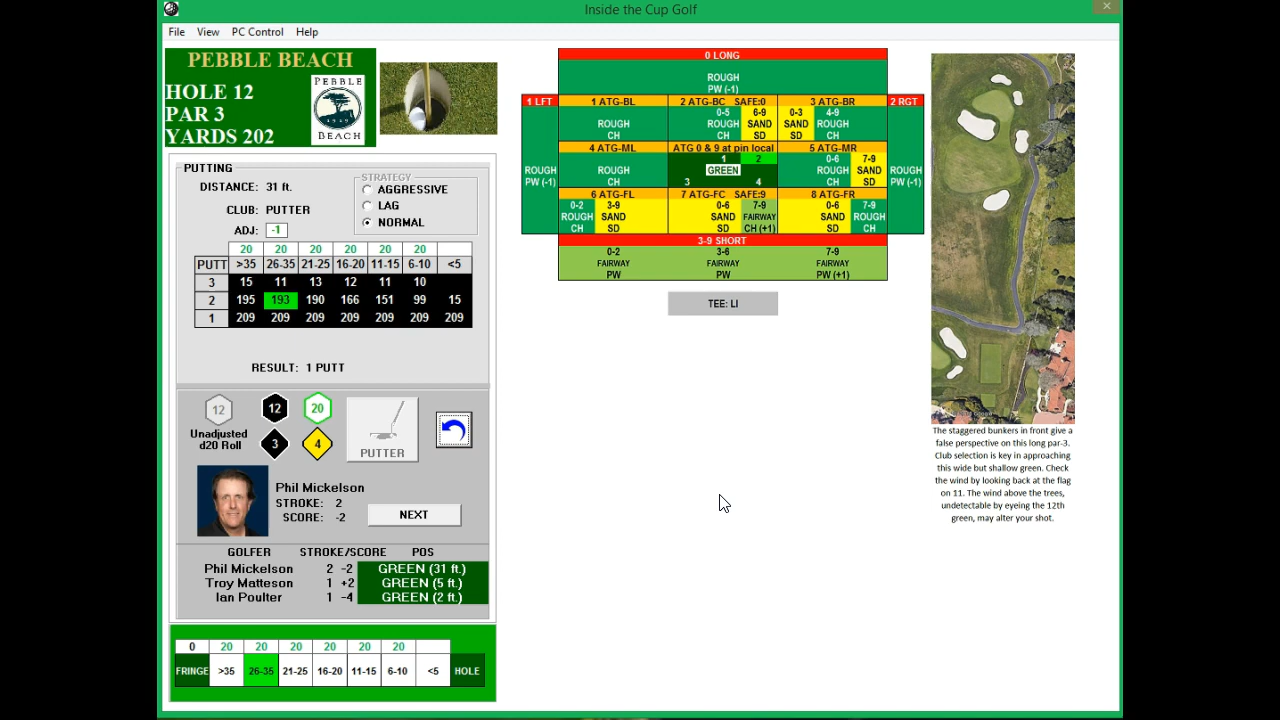 Inside the Cup Golf
File View PC Control Help
PEBBLE BEACH
HOLE 12
PAR 3
YARDS 202
PEBBLE
BEACH
PUTTING
DISTANCE: 31 ft.
CLUB: PUTTER
ADJ: -1
STRATEGY
AGGRESSIVE
LAG
NORMAL
20 20 20 20 20 20
PUTT >35 26-35 21-25 16-20 11-15 6-10 <5
3 15 11 13 12 11 10
2 195 193 190 166 151 99 15
1 209 209 209 209 209 209 209
RESULT: 1 PUTT
12 12 20
Unadjusted
d20 Roll
3 4
PUTTER
Phil Mickelson
STROKE: 2
SCORE: -2
NEXT
GOLFER STROKE/SCORE POS
Phil Mickelson 2 -2 GREEN (31 ft.)
Troy Matteson 1 +2 GREEN (5 ft.)
Ian Poulter 1 -4 GREEN (2 ft.)
0 20 20 20 20 20 20
FRINGE >35 26-35 21-25 16-20 11-15 6-10 <5 HOLE
0 LONG
ROUGH
PW (-1)
1 LFT 1 ATG-BL 2 ATG-BC SAFE:0 3 ATG-BR 2 RGT
0-5 6-9 0-3 4-9
ROUGH ROUGH SAND SAND ROUGH
CH CH SD SD CH
4 ATG-ML ATG 0 & 9 at pin local 5 ATG-MR
1 2 0-6 7-9
ROUGH ROUGH GREEN ROUGH SAND ROUGH
PW (-1) CH 3 4 CH SD PW (-1)
6 ATG-FL 7 ATG-FC SAFE:9 8 ATG-FR
0-2 3-9 0-6 7-9 0-6 7-9
ROUGH SAND SAND FAIRWAY SAND ROUGH
CH SD SD CH (+1) SD CH
3-9 SHORT
0-2 3-6 7-9
FAIRWAY FAIRWAY FAIRWAY
PW PW PW (+1)
TEE: LI
The staggered bunkers in front give a
false perspective on this long par-3.
Club selection is key in approaching
this wide but shallow green. Check
the wind by looking back at the flag
on 11. The wind above the trees,
undetectable by eyeing the 12th
green, may alter your shot.